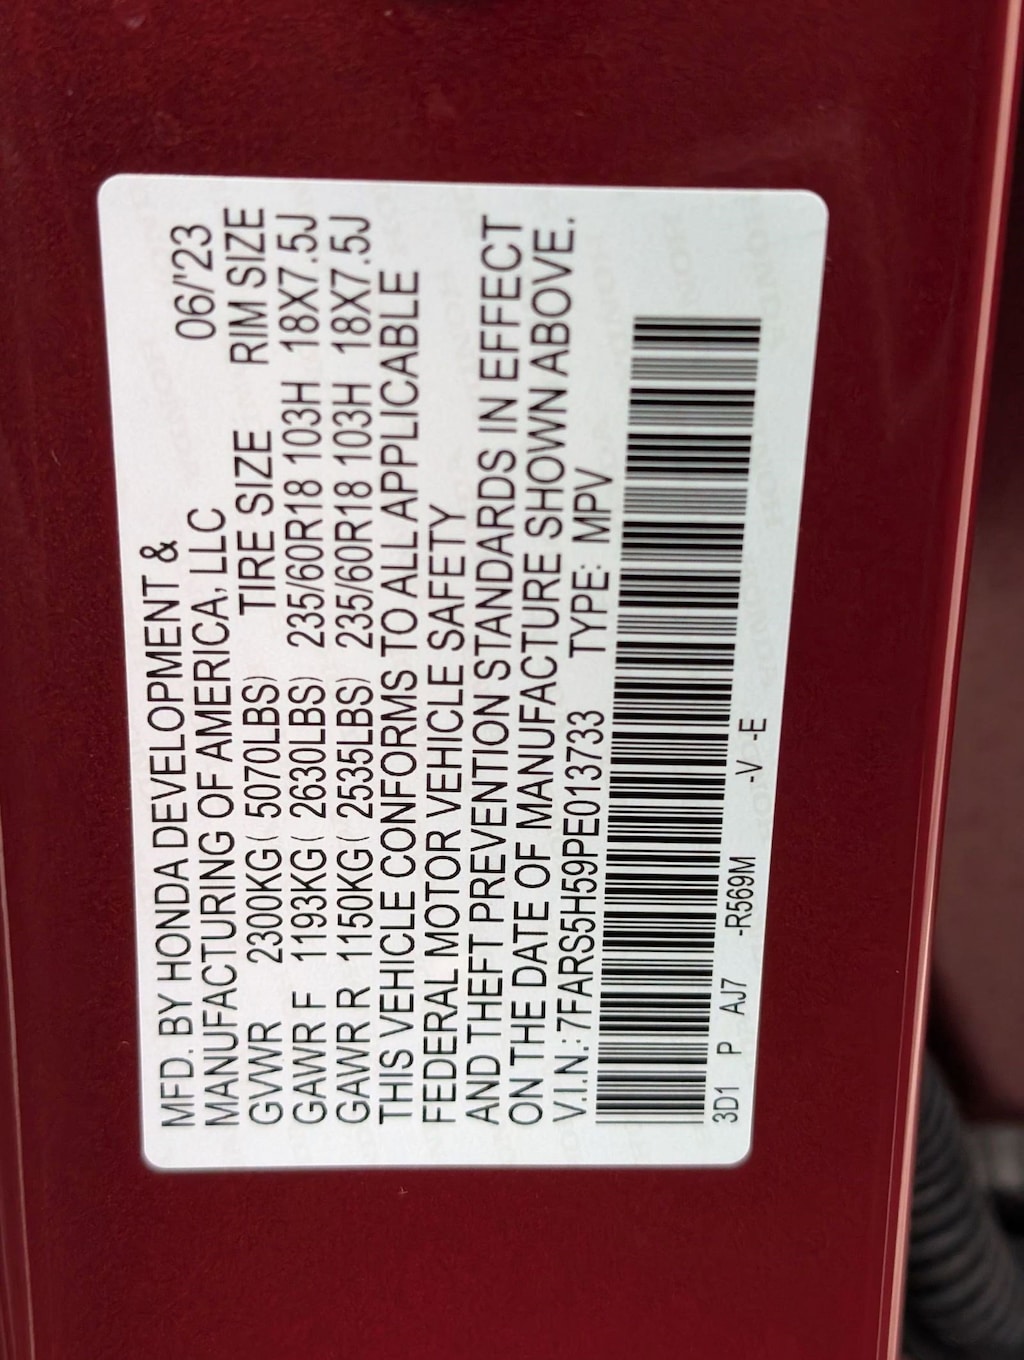 MFD. BY HONDA DEVELOPMENT &
MANUFACTURING OF AMERICA, LLC 06/'23
GVWR 2300KG( 5070LBS) TIRE SIZE RIM SIZE
GAWR F 1193KG( 2630LBS) 235/60R18 103H 18X7.5J
GAWR R 1150KG( 2535LBS) 235/60R18 103H 18X7.5J
THIS VEHICLE CONFORMS TO ALL APPLICABLE
FEDERAL MOTOR VEHICLE SAFETY
AND THEFT PREVENTION STANDARDS IN EFFECT
ON THE DATE OF MANUFACTURE SHOWN ABOVE.
V.I.N.:7FARS5H59PE013733 TYPE: MPV
3D1 P AJ7 -R569M -V -E